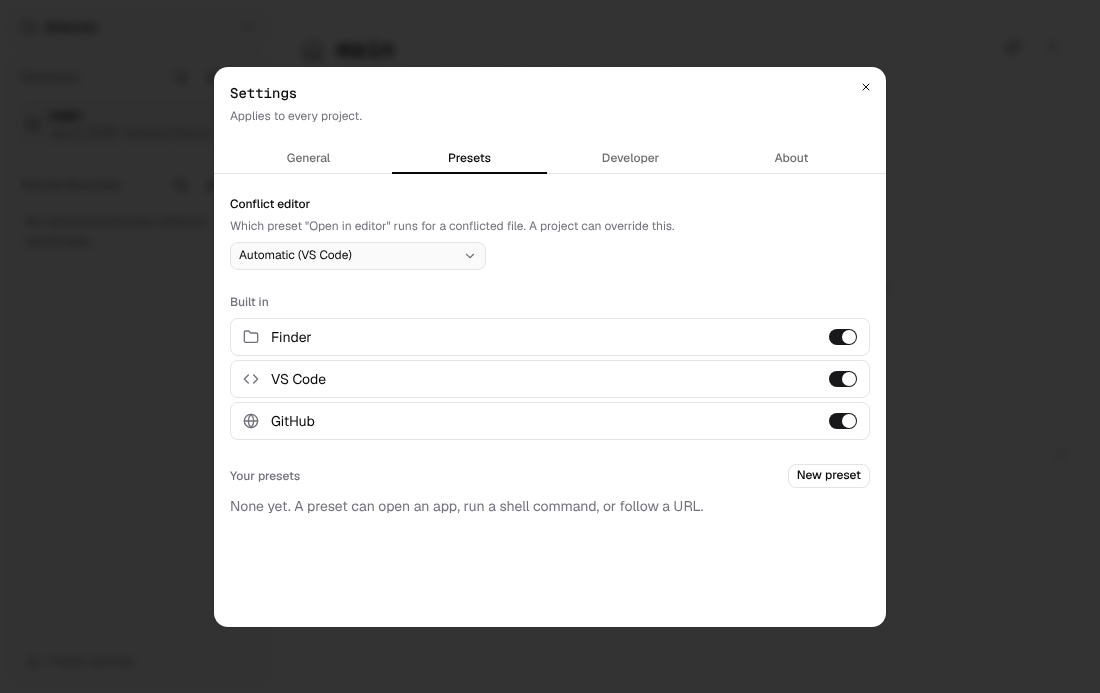 main
Settings
Applies to every project.
General
Presets
Developer
About
Conflict editor
Which preset "Open in editor" runs for a conflicted file. A project can override this.
Automatic (VS Code)
Built in
Finder
VS Code
GitHub
Your presets
New preset
None yet. A preset can open an app, run a shell command, or follow a URL.